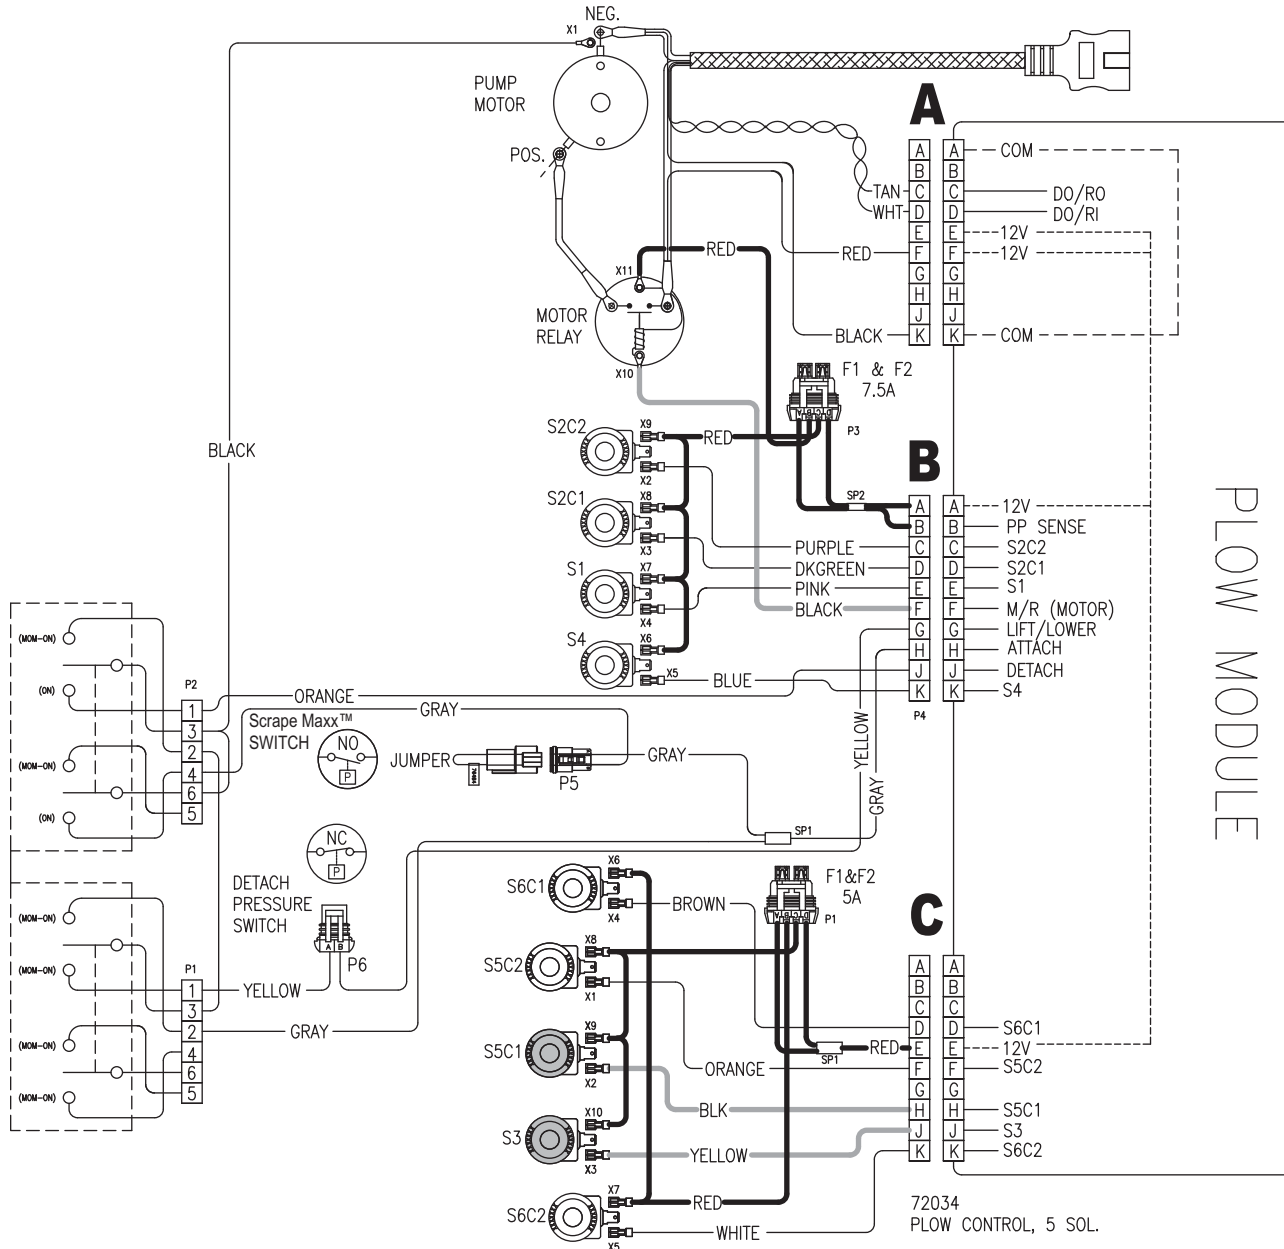 NEG.
X1
PUMP
MOTOR
POS.
A
A
B
C
D
E
F
G
H
J
K
A
B
C
D
E
F
G
H
J
K
COM
TAN
WHT
DO/RO
DO/RI
12V
12V
RED
RED
BLACK
COM
X11
MOTOR
RELAY
X10
F1 & F2
7.5A
A B C D
P3
BLACK
S2C2
X9
RED
X2
S2C1
X8
X3
S1
X7
X4
S4
X6
X5
B
SP2
PURPLE
DKGREEN
PINK
BLACK
BLUE
A
B
C
D
E
F
G
H
J
K
P4
A
B
C
D
E
F
G
H
J
K
12V
PP SENSE
S2C2
S2C1
S1
M/R (MOTOR)
LIFT/LOWER
ATTACH
DETACH
S4
PLOW MODULE
(MOM-ON)
(ON)
(MOM-ON)
(ON)
P2
1
3
2
4
6
5
ORANGE
GRAY
Scrape Maxx™
SWITCH
NO
P
JUMPER
P5
GRAY
YELLOW
GRAY
SP1
NC
P
DETACH
PRESSURE
SWITCH
A B
P6
(MOM-ON)
(MOM-ON)
(MOM-ON)
(MOM-ON)
P1
1
3
2
4
6
5
YELLOW
GRAY
S6C1
X6
X4
BROWN
S5C2
X8
X1
S5C1
X9
X2
S3
X10
X3
S6C2
X7
X5
F1&F2
5A
A B C D
P1
SP1
RED
ORANGE
BLK
YELLOW
RED
WHITE
C
A
B
C
D
E
F
G
H
J
K
A
B
C
D
E
F
G
H
J
K
S6C1
12V
S5C2
S5C1
S3
S6C2
72034
PLOW CONTROL, 5 SOL.